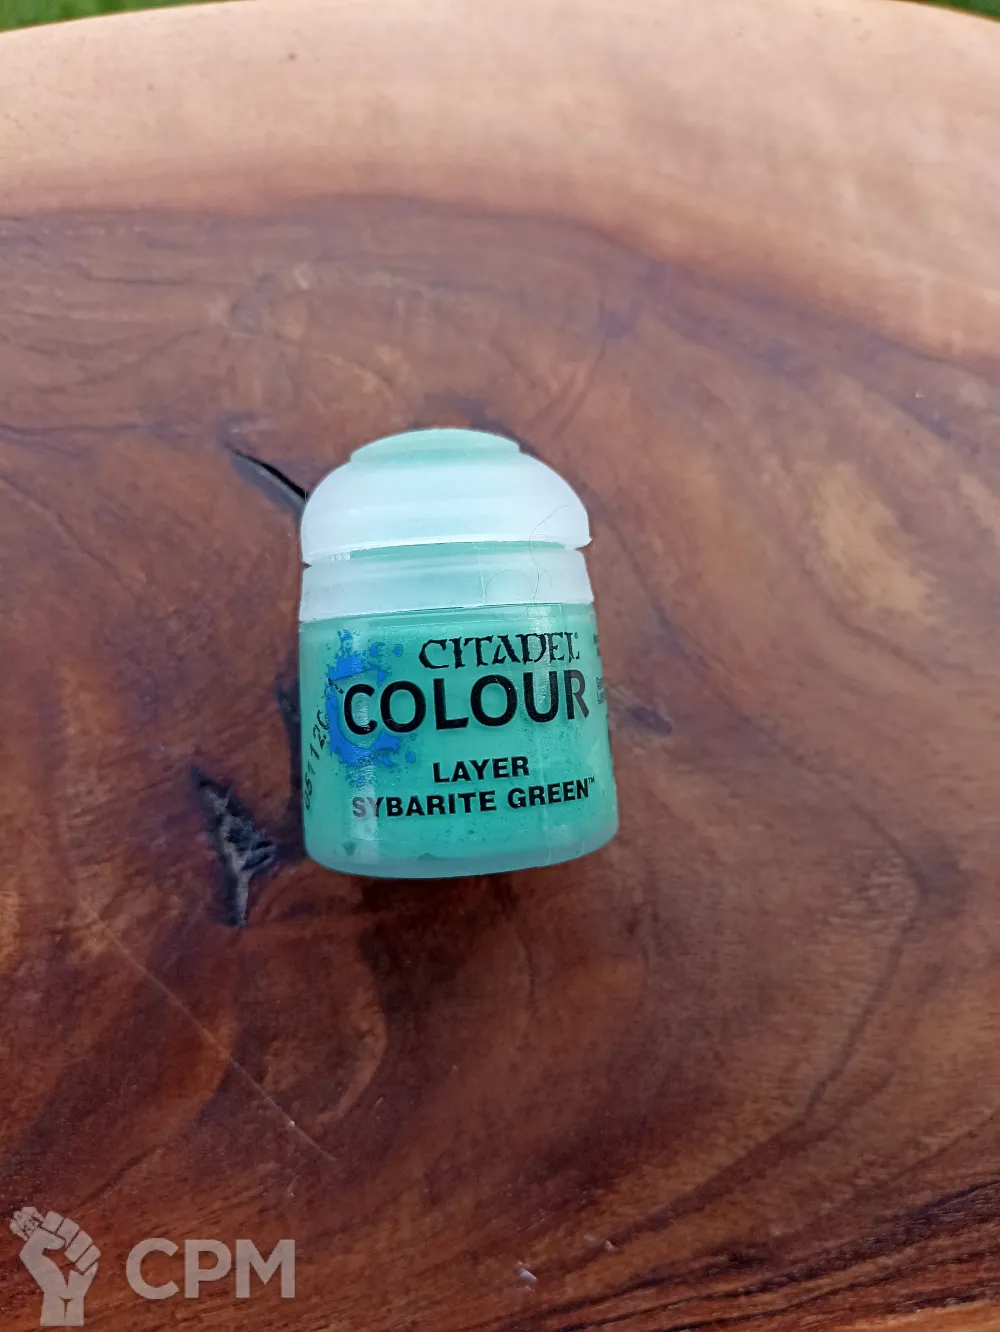 CITADEL
COLOUR
LAYER
SYBARITE GREEN™
CPM